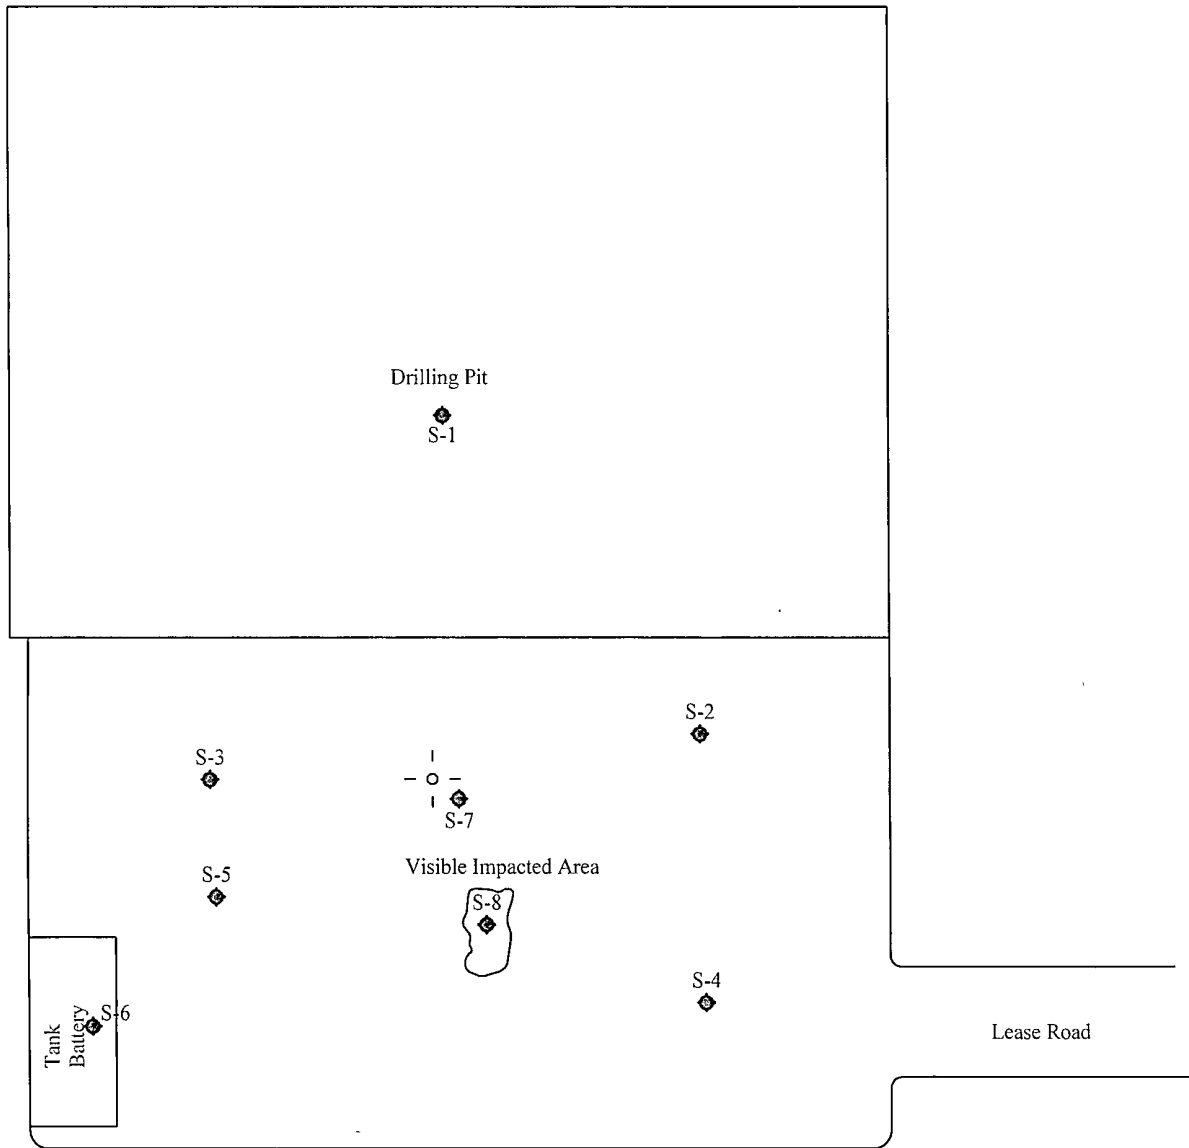 Drilling Pit
S-1
S-2
S-3
S-7
Visible Impacted Area
S-5
S-8
S-4
S-6
Tank
Battery
Lease Road